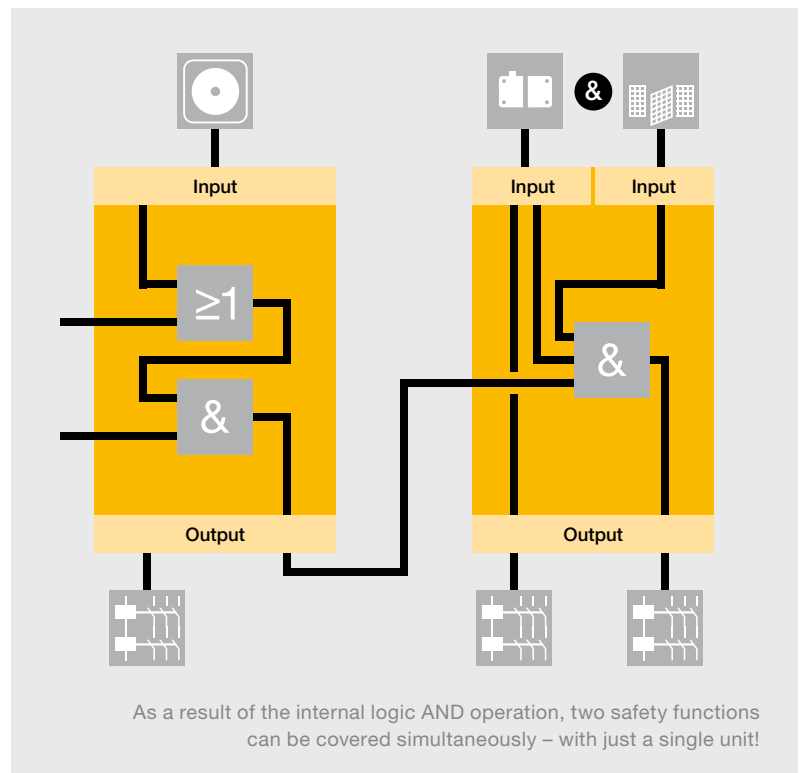 &
Input
Input
Input
≥1
&
&
Output
Output
As a result of the internal logic AND operation, two safety functions
can be covered simultaneously – with just a single unit!